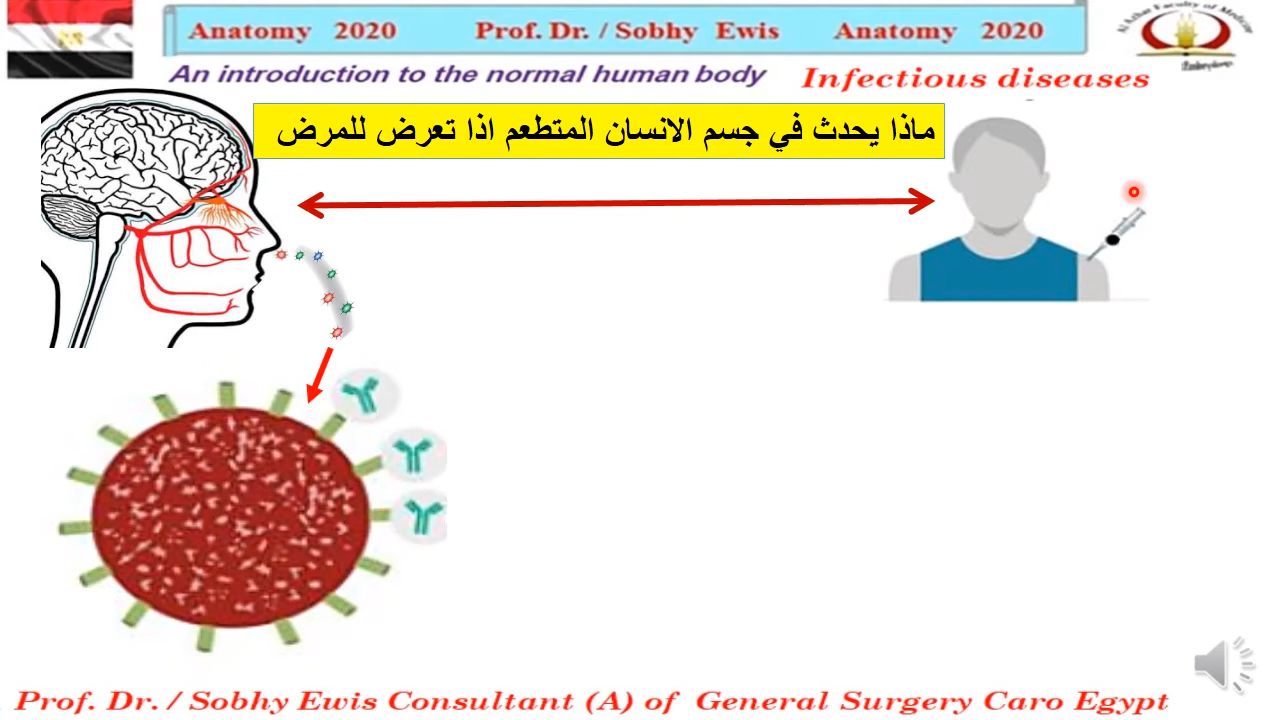 Anatomy 2020 Prof. Dr. / Sobhy Ewis Anatomy 2020
An introduction to the normal human body Infectious diseases
ماذا يحدث في جسم الانسان المتطعم اذا تعرض للمرض
Prof. Dr. / Sobhy Ewis Consultant (A) of General Surgery Caro Egypt